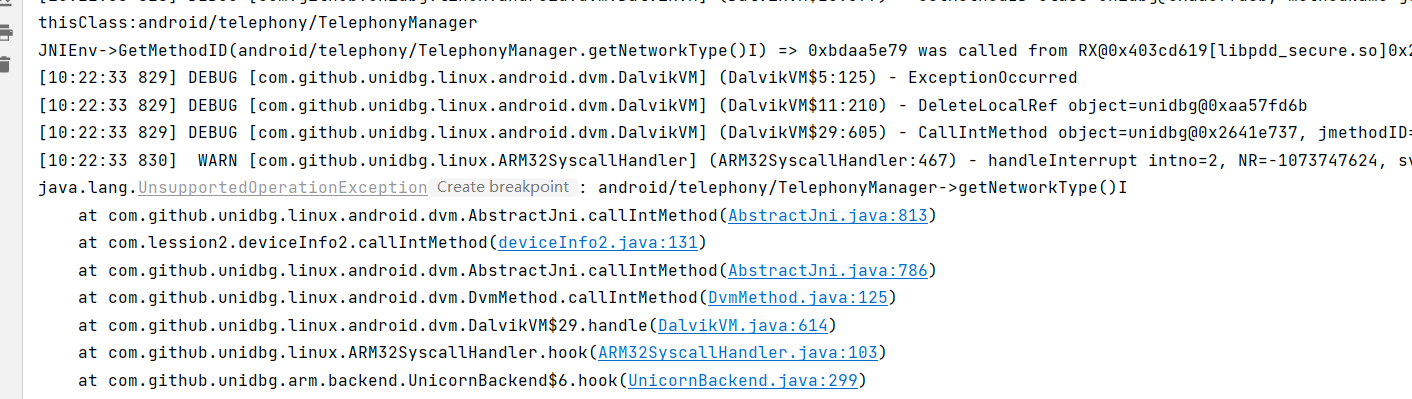 thisClass:android/telephony/TelephonyManager
JNIEnv->GetMethodID(android/telephony/TelephonyManager.getNetworkType()I) => 0xbdaa5e79 was called from RX@0x403cd619[libpdd_secure.so]0x2
[10:22:33 829] DEBUG [com.github.unidbg.linux.android.dvm.DalvikVM] (DalvikVM$5:125) - ExceptionOccurred
[10:22:33 829] DEBUG [com.github.unidbg.linux.android.dvm.DalvikVM] (DalvikVM$11:210) - DeleteLocalRef object=unidbg@0xaa57fd6b
[10:22:33 829] DEBUG [com.github.unidbg.linux.android.dvm.DalvikVM] (DalvikVM$29:605) - CallIntMethod object=unidbg@0x2641e737, jmethodID=
[10:22:33 830]  WARN [com.github.unidbg.linux.ARM32SyscallHandler] (ARM32SyscallHandler:467) - handleInterrupt intno=2, NR=-1073747624, sv
java.lang.UnsupportedOperationException Create breakpoint : android/telephony/TelephonyManager->getNetworkType()I
at com.github.unidbg.linux.android.dvm.AbstractJni.callIntMethod(AbstractJni.java:813)
at com.lession2.deviceInfo2.callIntMethod(deviceInfo2.java:131)
at com.github.unidbg.linux.android.dvm.AbstractJni.callIntMethod(AbstractJni.java:786)
at com.github.unidbg.linux.android.dvm.DvmMethod.callIntMethod(DvmMethod.java:125)
at com.github.unidbg.linux.android.dvm.DalvikVM$29.handle(DalvikVM.java:614)
at com.github.unidbg.linux.ARM32SyscallHandler.hook(ARM32SyscallHandler.java:103)
at com.github.unidbg.arm.backend.UnicornBackend$6.hook(UnicornBackend.java:299)